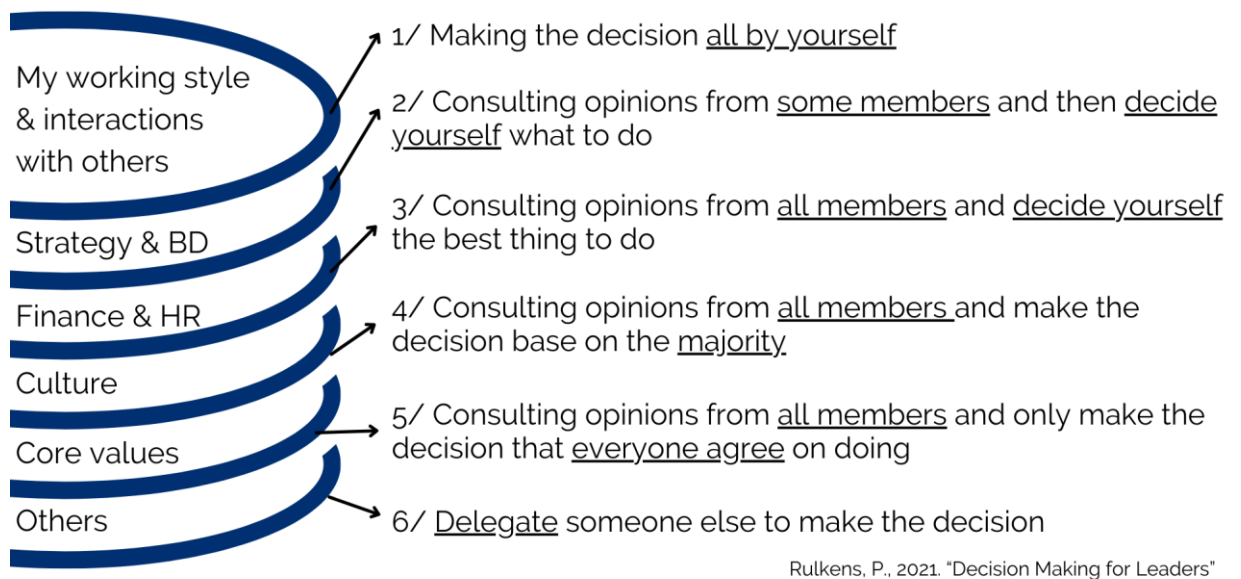 My working style
& interactions
with others
Strategy & BD
Finance & HR
Culture
Core values
Others
1/ Making the decision all by yourself
2/ Consulting opinions from some members and then decide
yourself what to do
3/ Consulting opinions from all members and decide yourself
the best thing to do
4/ Consulting opinions from all members and make the
decision base on the majority
5/ Consulting opinions from all members and only make the
decision that everyone agree on doing
6/ Delegate someone else to make the decision
Rulkens, P., 2021. “Decision Making for Leaders”